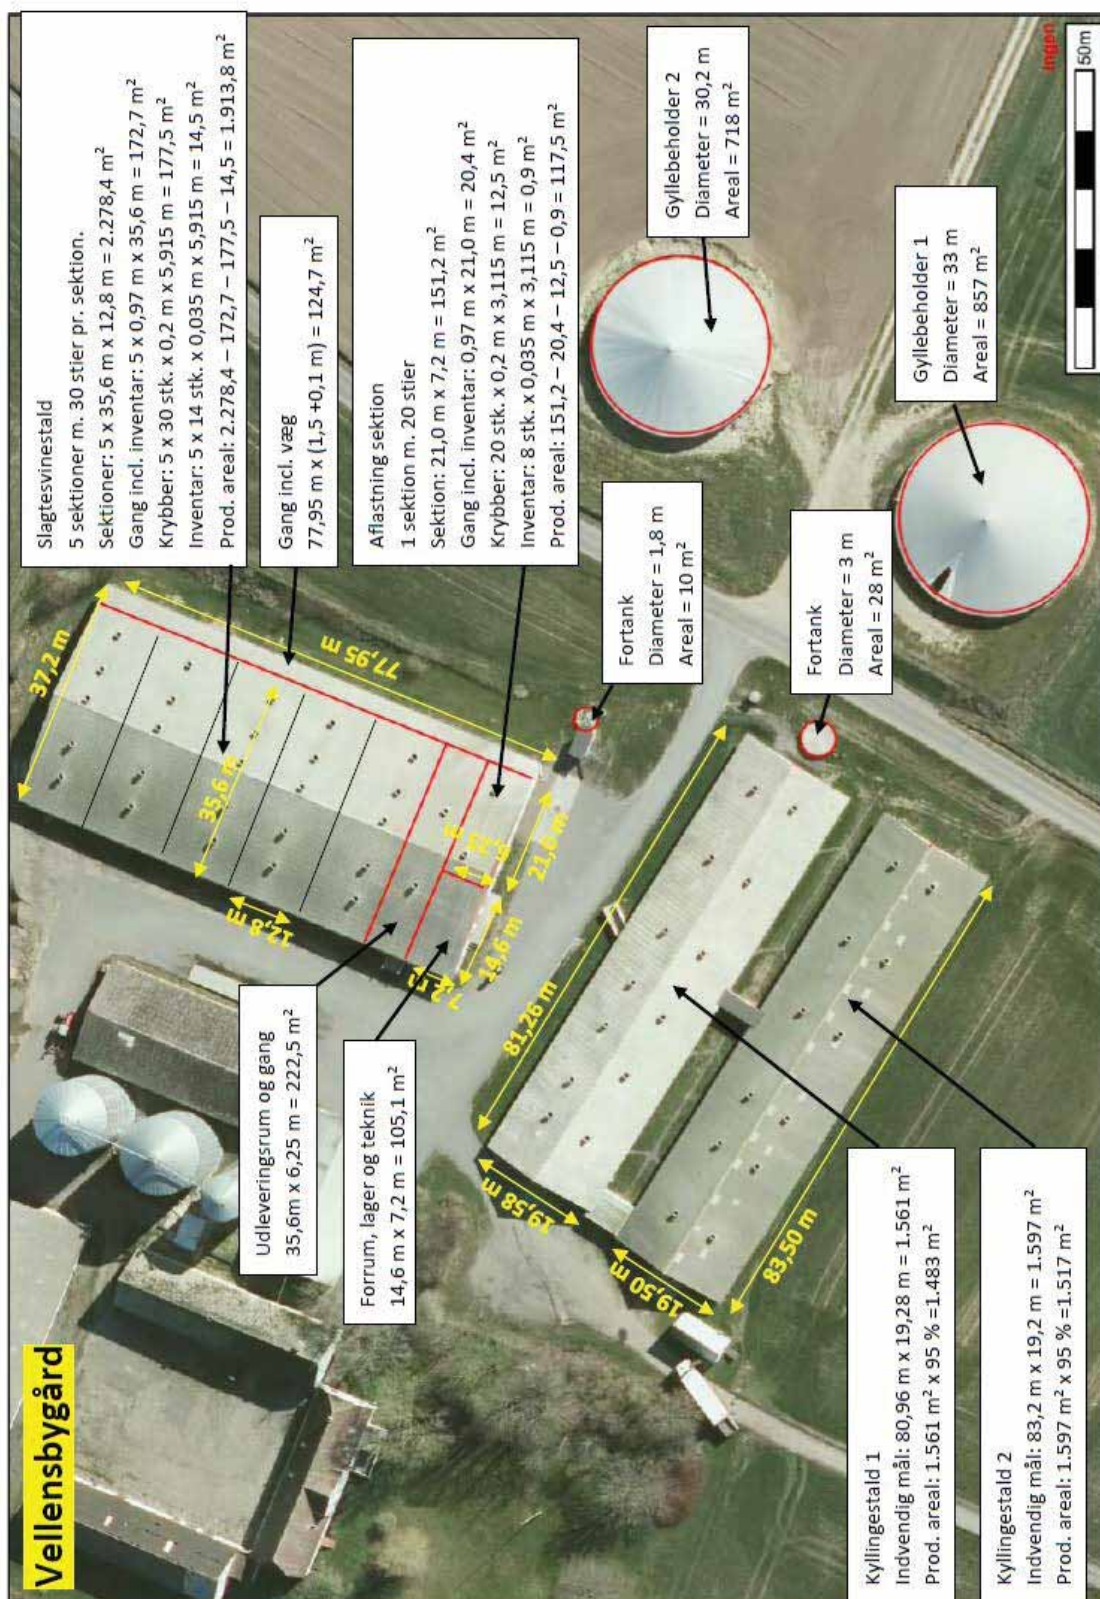 Vellensbygård
Slagtesvinestald
5 sektioner m. 30 stier pr. sektion.
Sektioner: 5 x 35,6 m x 12,8 m = 2.278,4 m²
Gang incl. inventar: 5 x 0,97 m x 35,6 m = 172,7 m²
Krybber: 5 x 30 stk. x 0,2 m x 5,915 m = 177,5 m²
Inventar: 5 x 14 stk. x 0,035 m x 5,915 m = 14,5 m²
Prod. areal: 2.278,4 – 172,7 – 177,5 – 14,5 = 1.913,8 m²
Gang incl. væg
77,95 m x (1,5 +0,1 m) = 124,7 m²
Aflastning sektion
1 sektion m. 20 stier
Sektion: 21,0 m x 7,2 m = 151,2 m²
Gang incl. inventar: 0,97 m x 21,0 m = 20,4 m²
Krybber: 20 stk. x 0,2 m x 3,115 m = 12,5 m²
Inventar: 8 stk. x 0,035 m x 3,115 m = 0,9 m²
Prod. areal: 151,2 – 20,4 – 12,5 – 0,9 = 117,5 m²
Gyllebeholder 2
Diameter = 30,2 m
Areal = 718 m²
Gyllebeholder 1
Diameter = 33 m
Areal = 857 m²
Fortank
Diameter = 1,8 m
Areal = 10 m²
Fortank
Diameter = 3 m
Areal = 28 m²
Udleveringsrum og gang
35,6m x 6,25 m = 222,5 m²
Forrum, lager og teknik
14,6 m x 7,2 m = 105,1 m²
Kyllingestald 1
Indvendig mål: 80,96 m x 19,28 m = 1.561 m²
Prod. areal: 1.561 m² x 95 % =1.483 m²
Kyllingestald 2
Indvendig mål: 83,2 m x 19,2 m = 1.597 m²
Prod. areal: 1.597 m² x 95 % =1.517 m²
37,2 m
77,95 m
35,6 m
12,8 m
7,2 m
14,6 m
21,0 m
81,26 m
19,58 m
19,50 m
83,50 m
Ingen
50m